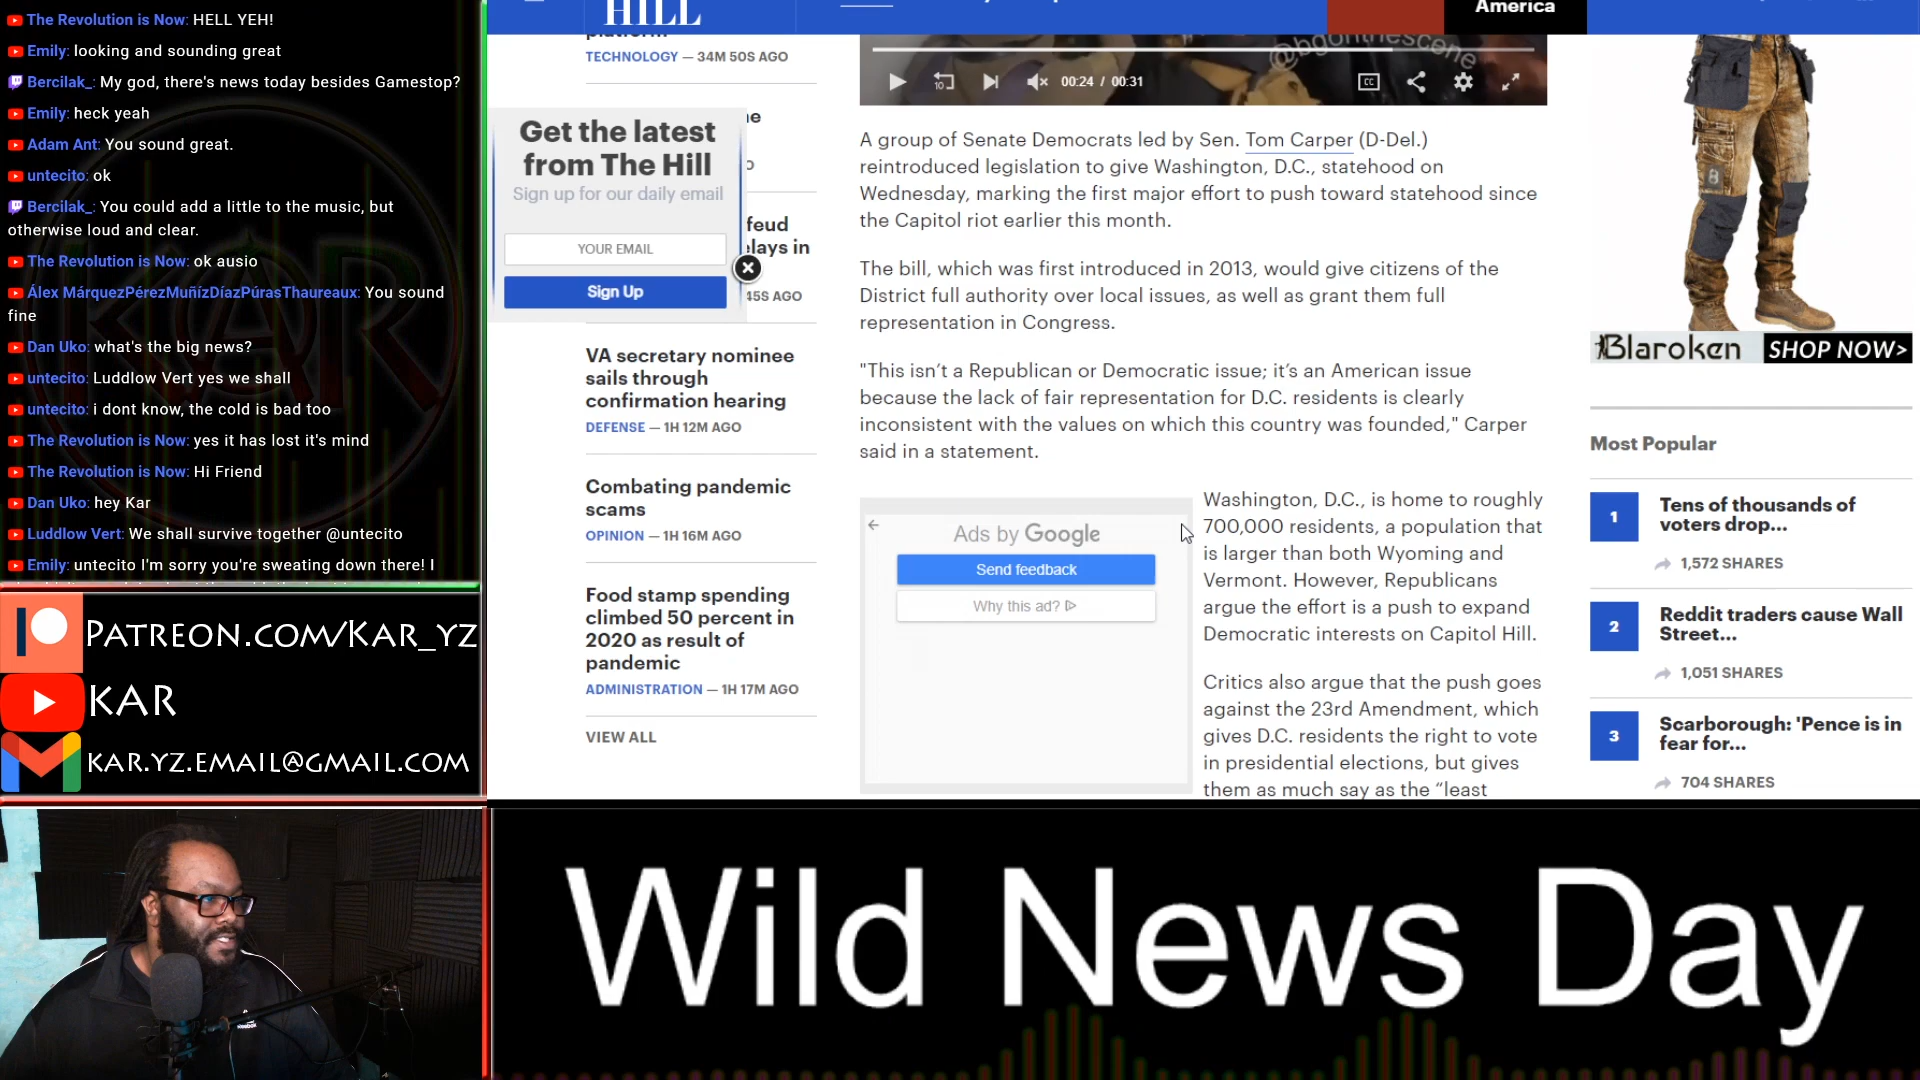 The Revolution is Now: HELL YEH!
Emily: looking and sounding great
Bercilak_: My god, there's news today besides Gamestop?
Emily: heck yeah
Adam Ant: You sound great.
untecito: ok
Bercilak_: You could add a little to the music, but
otherwise loud and clear.
The Revolution is Now: ok ausio
Álex MárquezPérezMuñízDíazPúrasThaureaux: You sound
fine
Dan Uko: what's the big news?
untecito: Luddlow Vert yes we shall
untecito: i dont know, the cold is bad too
The Revolution is Now: yes it has lost it's mind
The Revolution is Now: Hi Friend
Dan Uko: hey Kar
Luddlow Vert: We shall survive together @untecito
Emily: untecito I'm sorry you're sweating down there! I
PATREON.COM/KAR_YZ
KAR
KAR.YZ.EMAIL@GMAIL.COM
HILL
America
platform
TECHNOLOGY — 34M 50S AGO
Get the latest
from The Hill
Sign up for our daily email
YOUR EMAIL
Sign Up
feud
elays in
45S AGO
VA secretary nominee
sails through
confirmation hearing
DEFENSE — 1H 12M AGO
Combating pandemic
scams
OPINION — 1H 16M AGO
Food stamp spending
climbed 50 percent in
2020 as result of
pandemic
ADMINISTRATION — 1H 17M AGO
VIEW ALL
@bgonthescene
10
00:24 / 00:31
CC
A group of Senate Democrats led by Sen. Tom Carper (D-Del.)
reintroduced legislation to give Washington, D.C., statehood on
Wednesday, marking the first major effort to push toward statehood since
the Capitol riot earlier this month.
The bill, which was first introduced in 2013, would give citizens of the
District full authority over local issues, as well as grant them full
representation in Congress.
"This isn't a Republican or Democratic issue; it's an American issue
because the lack of fair representation for D.C. residents is clearly
inconsistent with the values on which this country was founded," Carper
said in a statement.
Ads by Google
Send feedback
Why this ad?
Washington, D.C., is home to roughly
700,000 residents, a population that
is larger than both Wyoming and
Vermont. However, Republicans
argue the effort is a push to expand
Democratic interests on Capitol Hill.
Critics also argue that the push goes
against the 23rd Amendment, which
gives D.C. residents the right to vote
in presidential elections, but gives
them as much say as the "least
Blaroken SHOP NOW>
Most Popular
1 Tens of thousands of
voters drop...
1,572 SHARES
2 Reddit traders cause Wall
Street...
1,051 SHARES
3 Scarborough: 'Pence is in
fear for...
704 SHARES
Reebok
Wild News Day